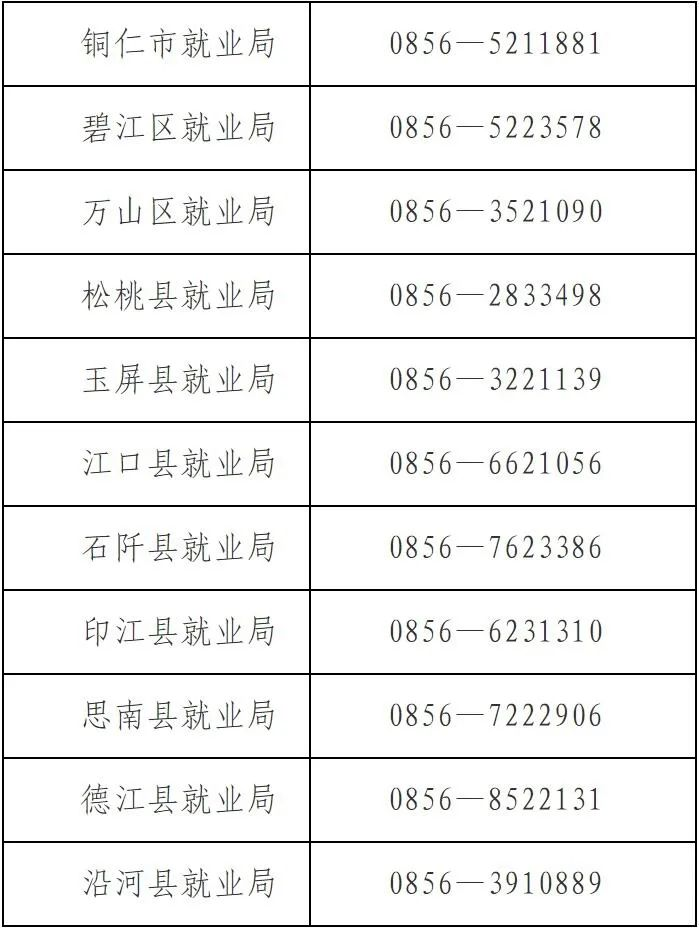 铜仁市就业局 0856—5211881
碧江区就业局 0856—5223578
万山区就业局 0856—3521090
松桃县就业局 0856—2833498
玉屏县就业局 0856—3221139
江口县就业局 0856—6621056
石阡县就业局 0856—7623386
印江县就业局 0856—6231310
思南县就业局 0856—7222906
德江县就业局 0856—8522131
沿河县就业局 0856—3910889